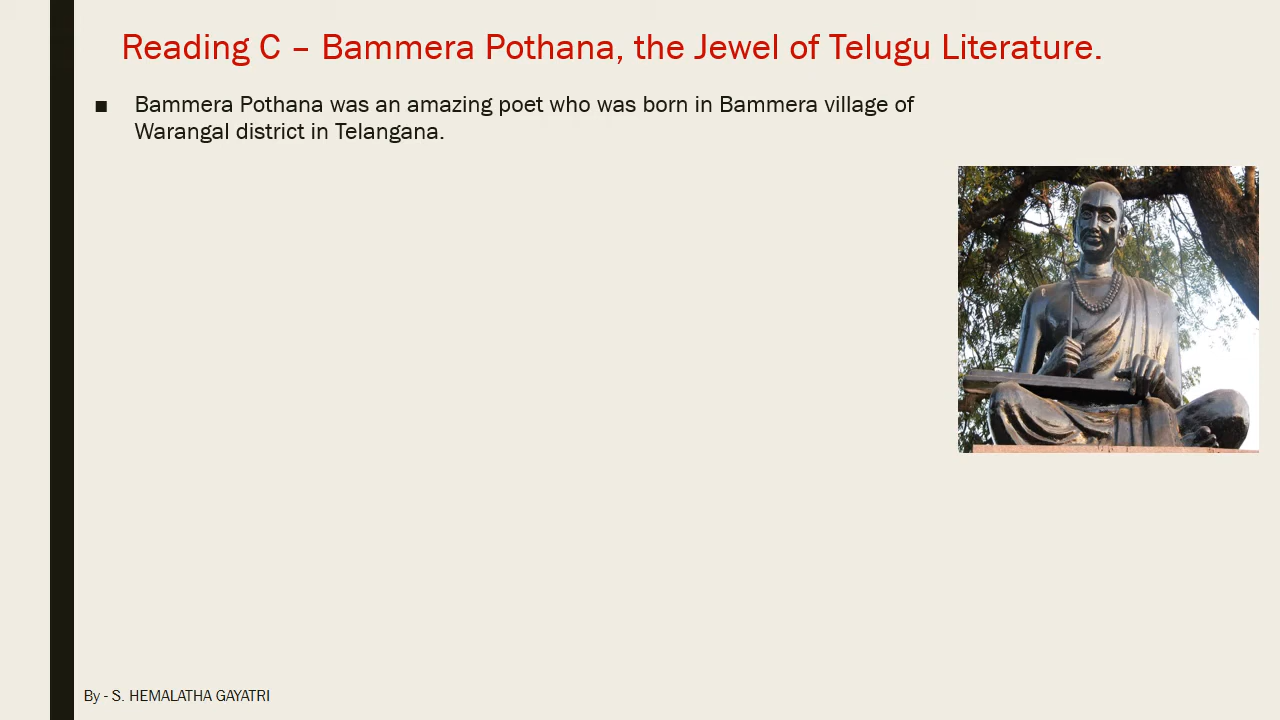 Reading C – Bammera Pothana, the Jewel of Telugu Literature.
■ Bammera Pothana was an amazing poet who was born in Bammera village of
Warangal district in Telangana.
By - S. HEMALATHA GAYATRI